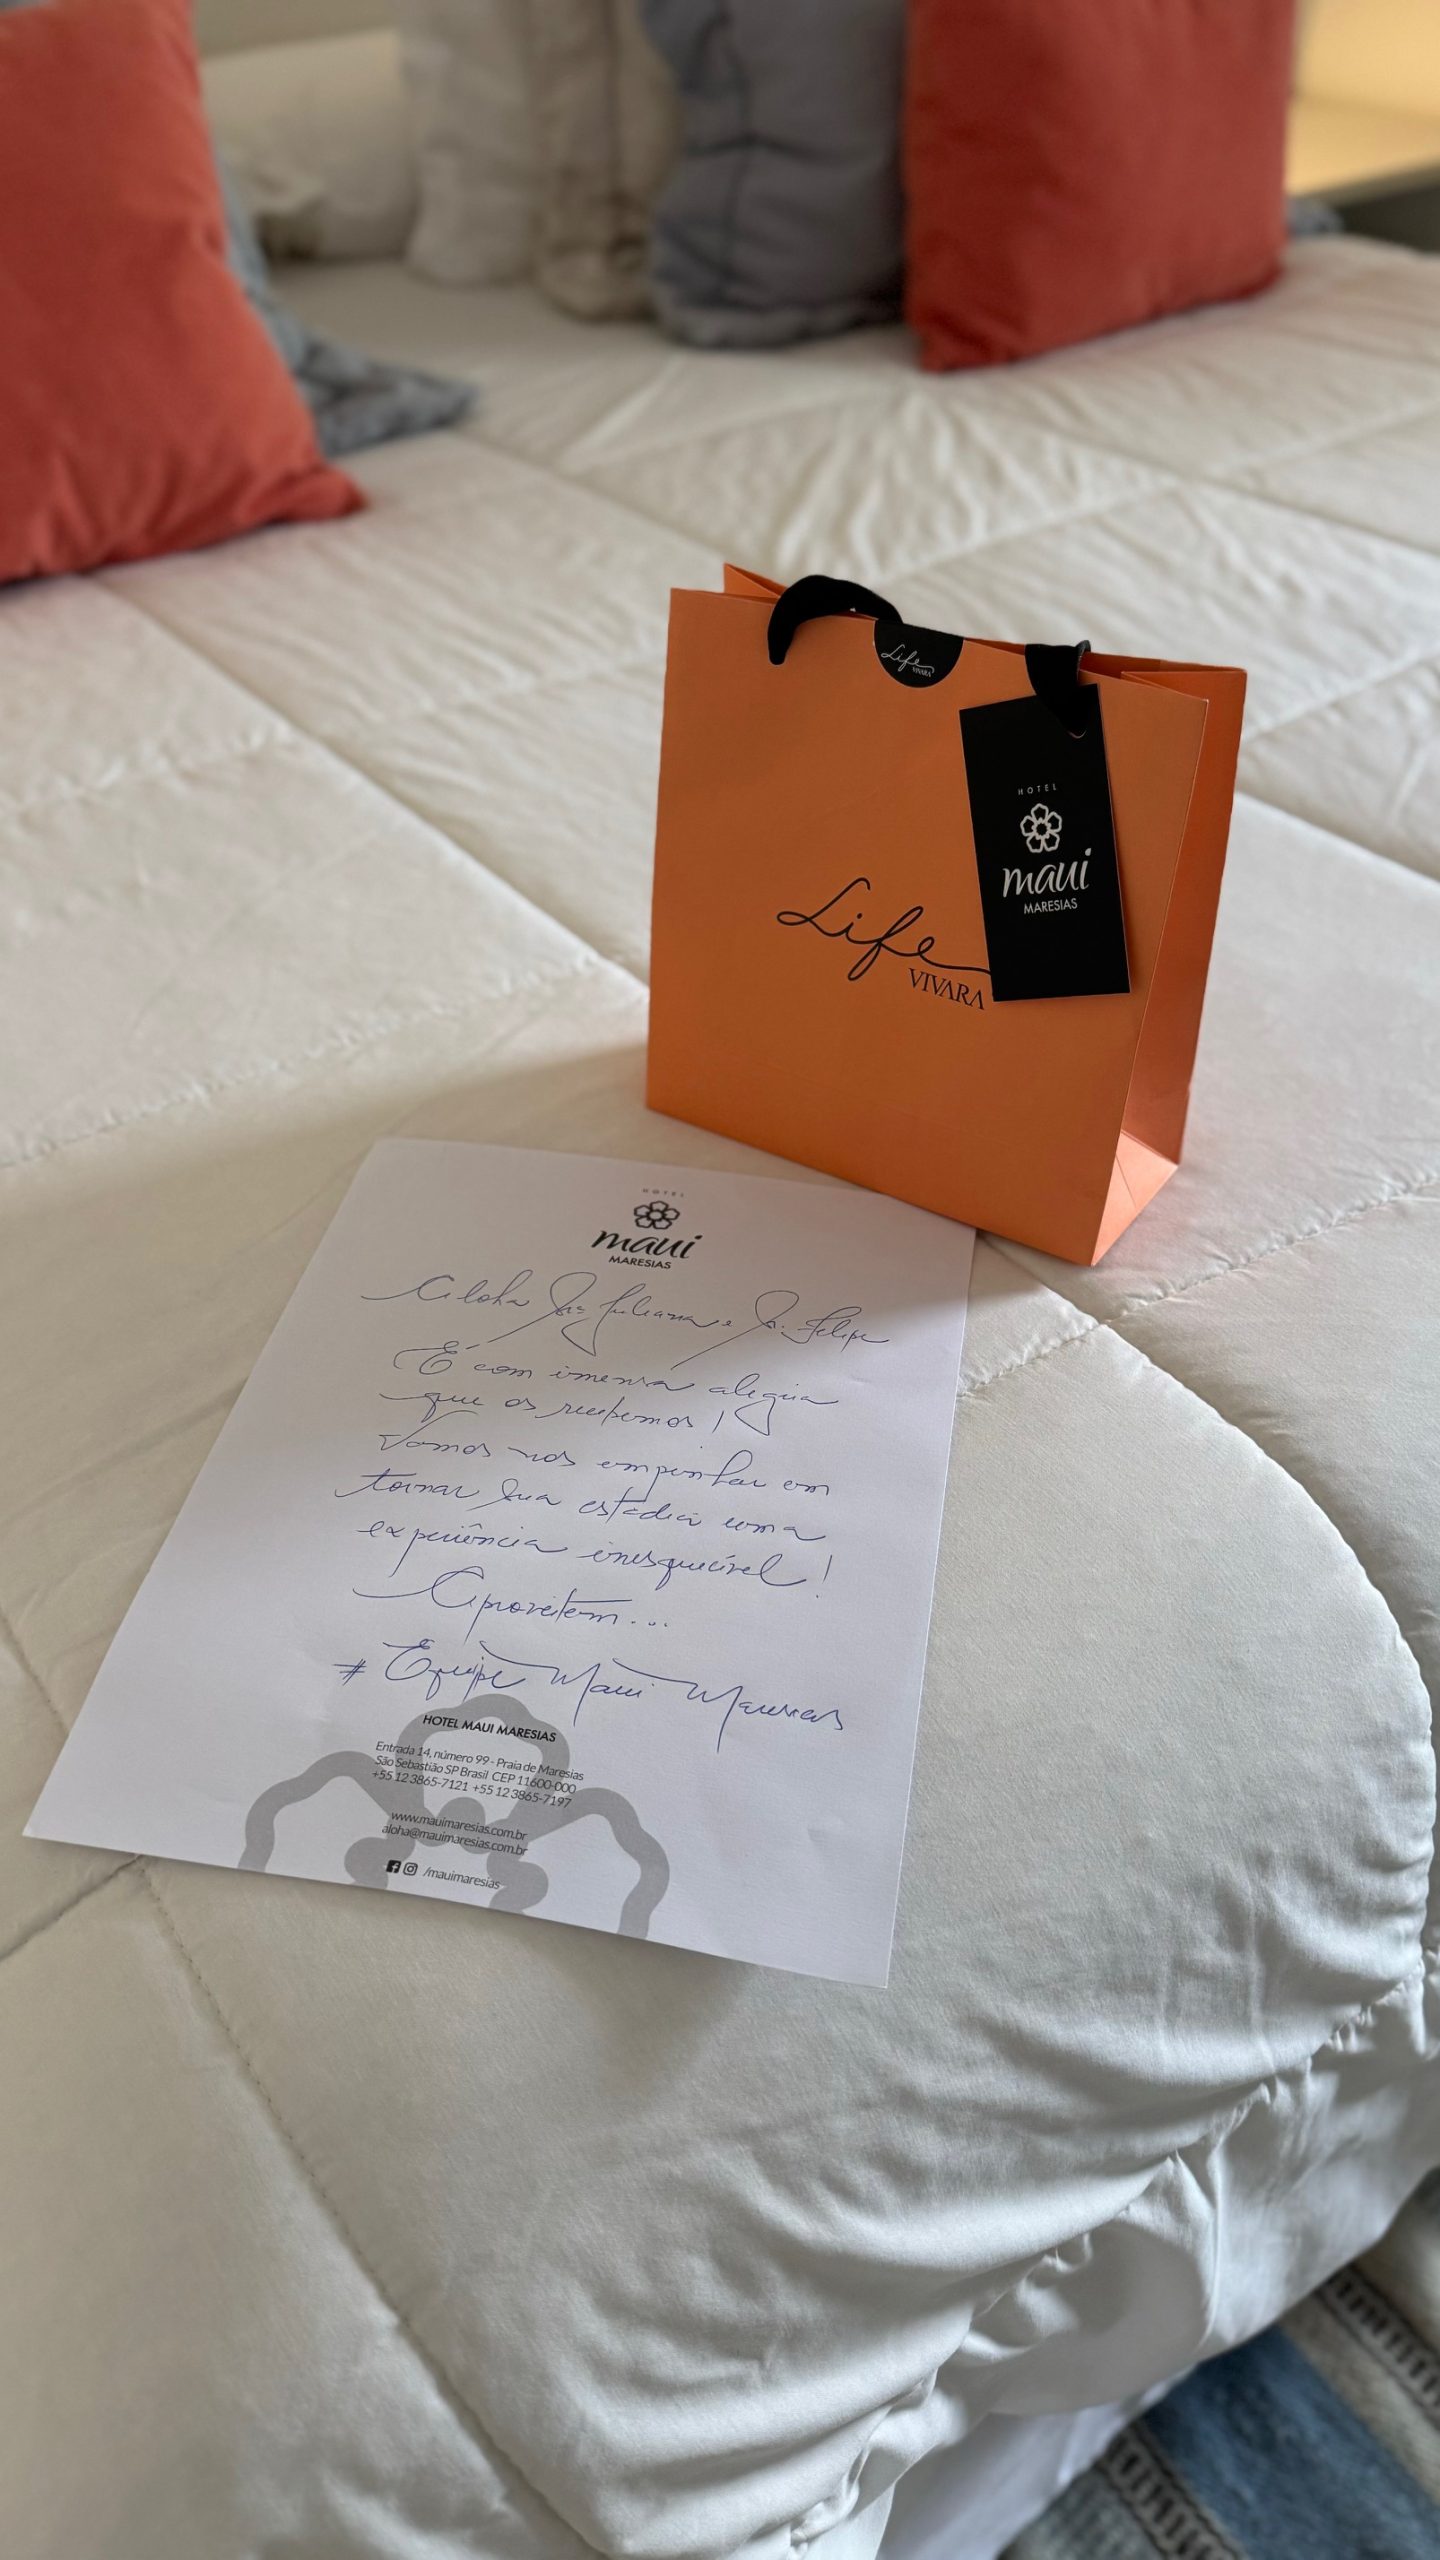 Life
VIVARA
HOTEL
maui
MARESIAS
Life
VIVARA
HOTEL
maui
MARESIAS
Aloha Sra Juliana e Sr. Felipe
É com imensa alegria
que os recebemos!
Vamos nos empenhar em
tornar sua estadia uma
experiência inesquecível!
Aproveitem...
# Equipe Maui Maresias
HOTEL MAUI MARESIAS
Entrada 14, número 99 - Praia de Maresias
São Sebastião SP Brasil CEP 11600-000
+55 12 3865-7121 +55 12 3865-7197
www.mauimaresias.com.br
aloha@mauimaresias.com.br
/mauimaresias